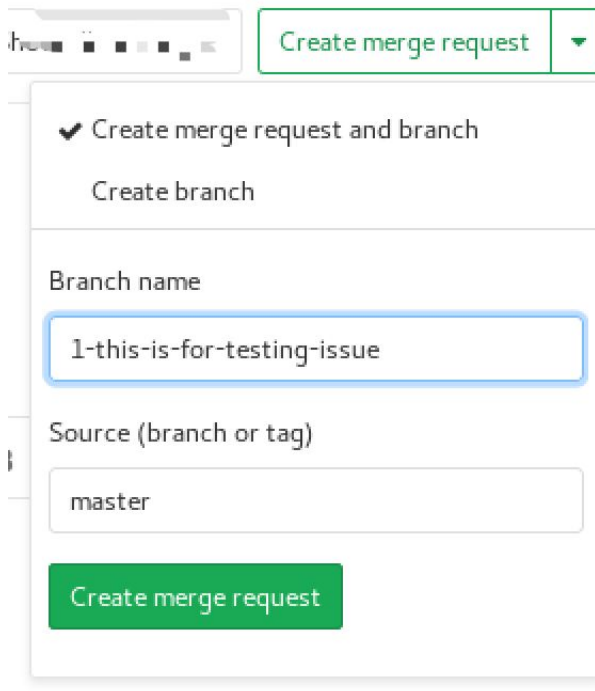 Create merge request
Create merge request and branch
Create branch
Branch name
1-this-is-for-testing-issue
Source (branch or tag)
master
Create merge request